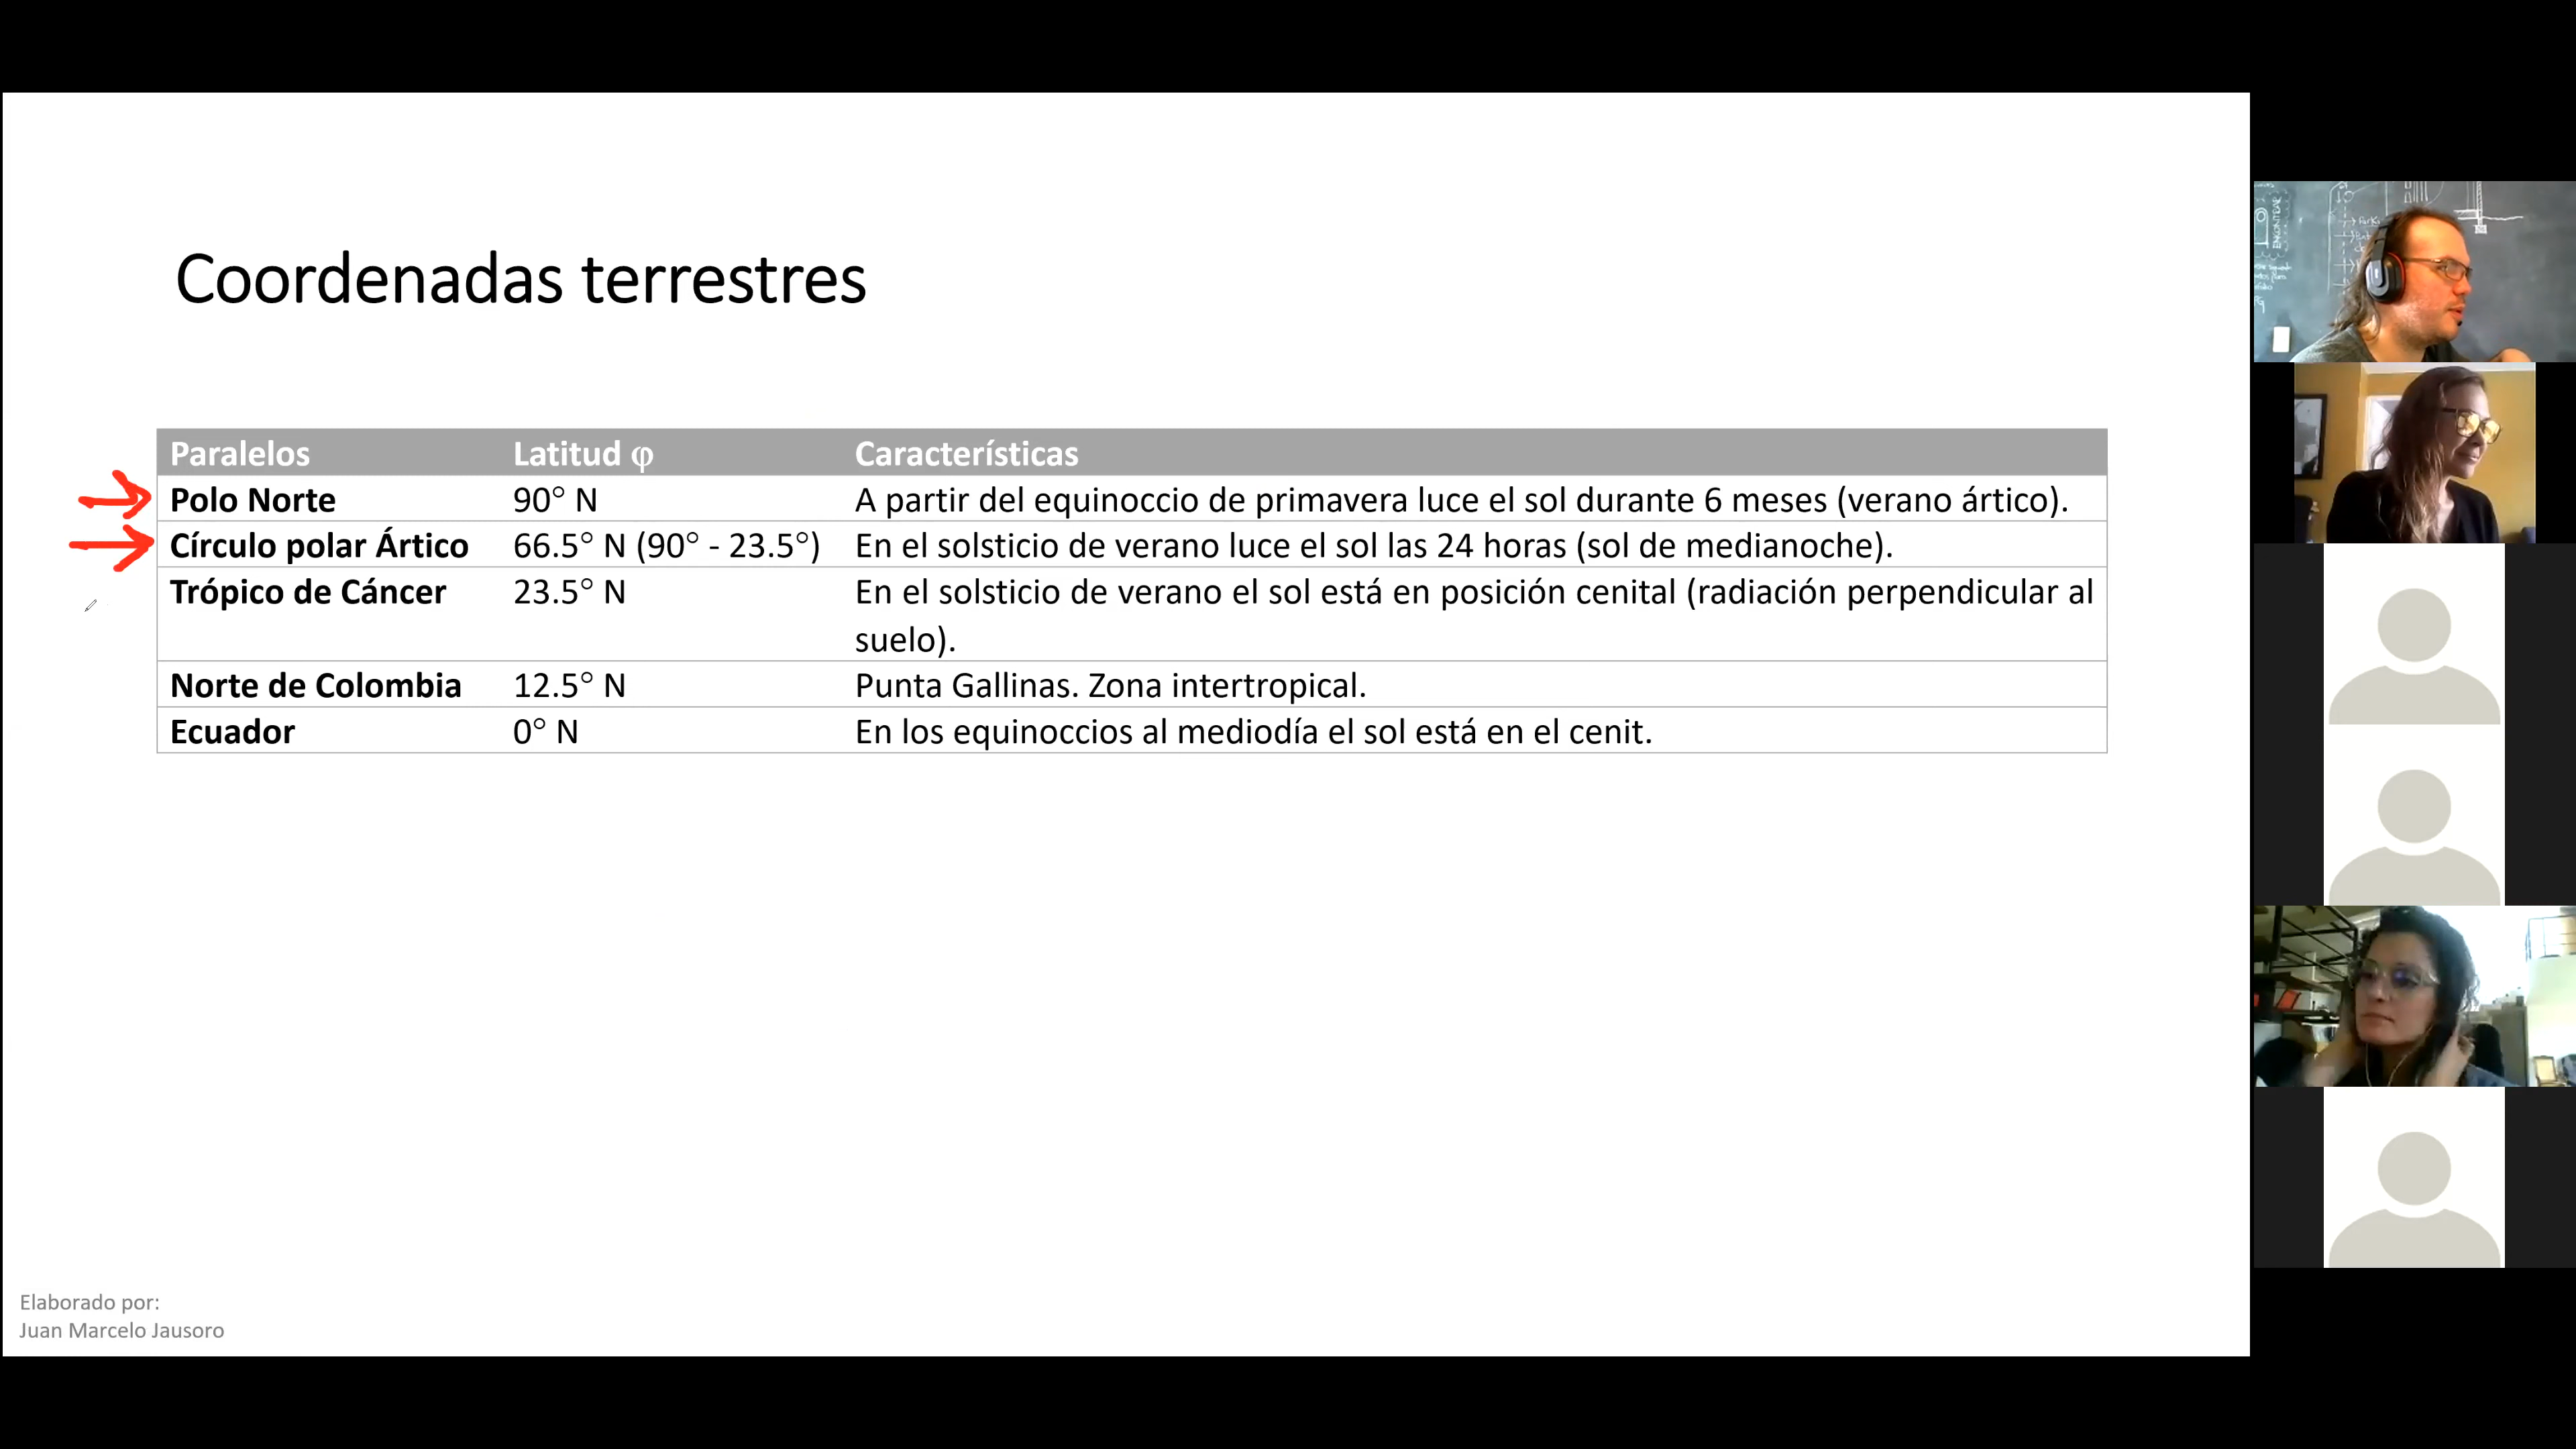 Coordenadas terrestres
Paralelos Latitud φ Características
Polo Norte 90° N A partir del equinoccio de primavera luce el sol durante 6 meses (verano ártico).
Círculo polar Ártico 66.5° N (90° - 23.5°) En el solsticio de verano luce el sol las 24 horas (sol de medianoche).
Trópico de Cáncer 23.5° N En el solsticio de verano el sol está en posición cenital (radiación perpendicular al
suelo).
Norte de Colombia 12.5° N Punta Gallinas. Zona intertropical.
Ecuador 0° N En los equinoccios al mediodía el sol está en el cenit.
Elaborado por:
Juan Marcelo Jausoro